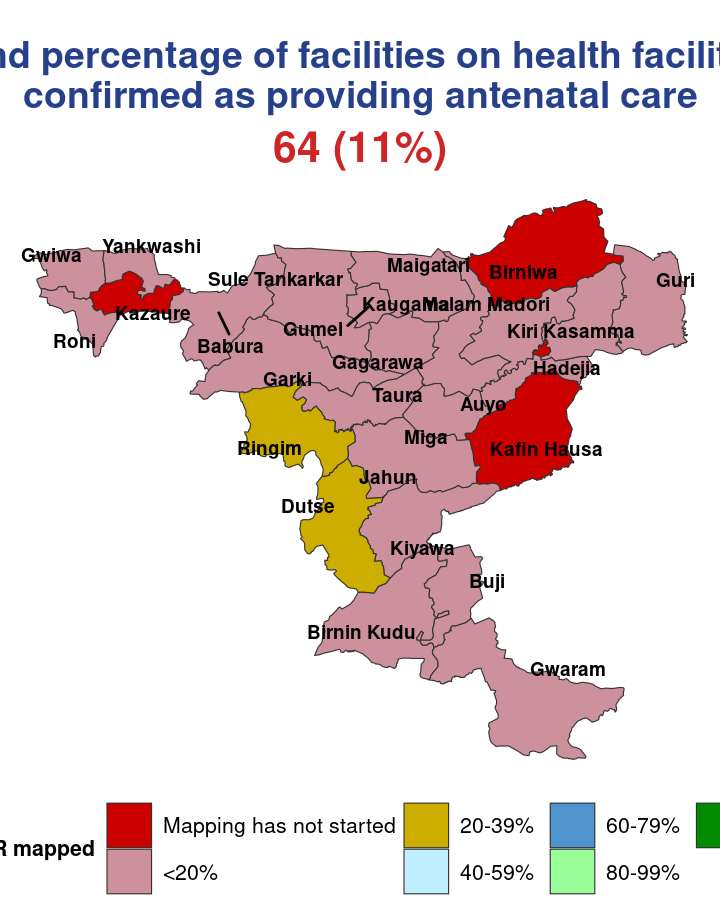 nd percentage of facilities on health facilit
confirmed as providing antenatal care
64 (11%)
Gwiwa
Yankwashi
Sule Tankarkar
Maigatari
Birniwa
Guri
Kazaure
Kaugama
Malam Madori
Roni
Babura
Gumel
Kiri Kasamma
Gagarawa
Hadejia
Garki
Taura
Auyo
Ringim
Miga
Kafin Hausa
Jahun
Dutse
Kiyawa
Buji
Birnin Kudu
Gwaram
R mapped
Mapping has not started
<20%
20-39%
40-59%
60-79%
80-99%